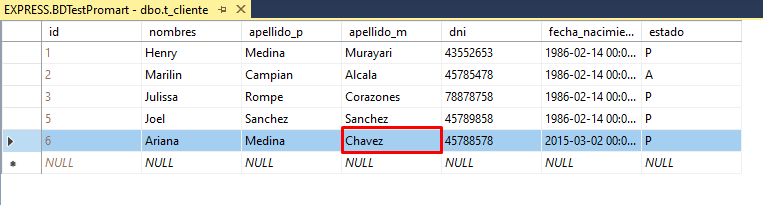 EXPRESS.BDTestPromart - dbo.t_cliente
id nombres apellido_p apellido_m dni fecha_nacimie... estado
1 Henry Medina Murayari 43552653 1986-02-14 00:0... P
2 Marilin Campian Alcala 45785478 1986-02-14 00:0... A
3 Julissa Rompe Corazones 78878758 1986-02-14 00:0... P
5 Joel Sanchez Sanchez 45789858 1986-02-14 00:0... P
6 Ariana Medina Chavez 45788578 2015-03-02 00:0... P
NULL NULL NULL NULL NULL NULL NULL